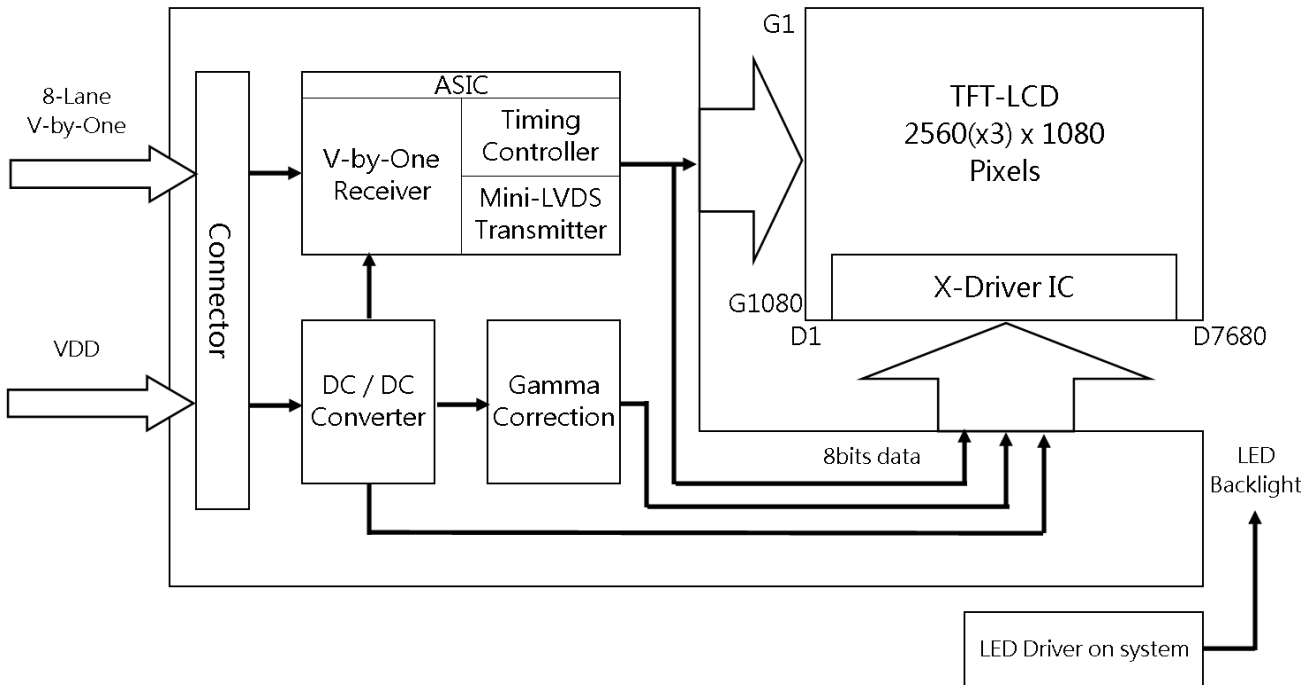 8-Lane
V-by-One
VDD
Connector
ASIC
V-by-One
Receiver
Timing
Controller
Mini-LVDS
Transmitter
DC / DC
Converter
Gamma
Correction
8bits data
G1
G1080
TFT-LCD
2560(x3) x 1080
Pixels
X-Driver IC
D1
D7680
LED
Backlight
LED Driver on system